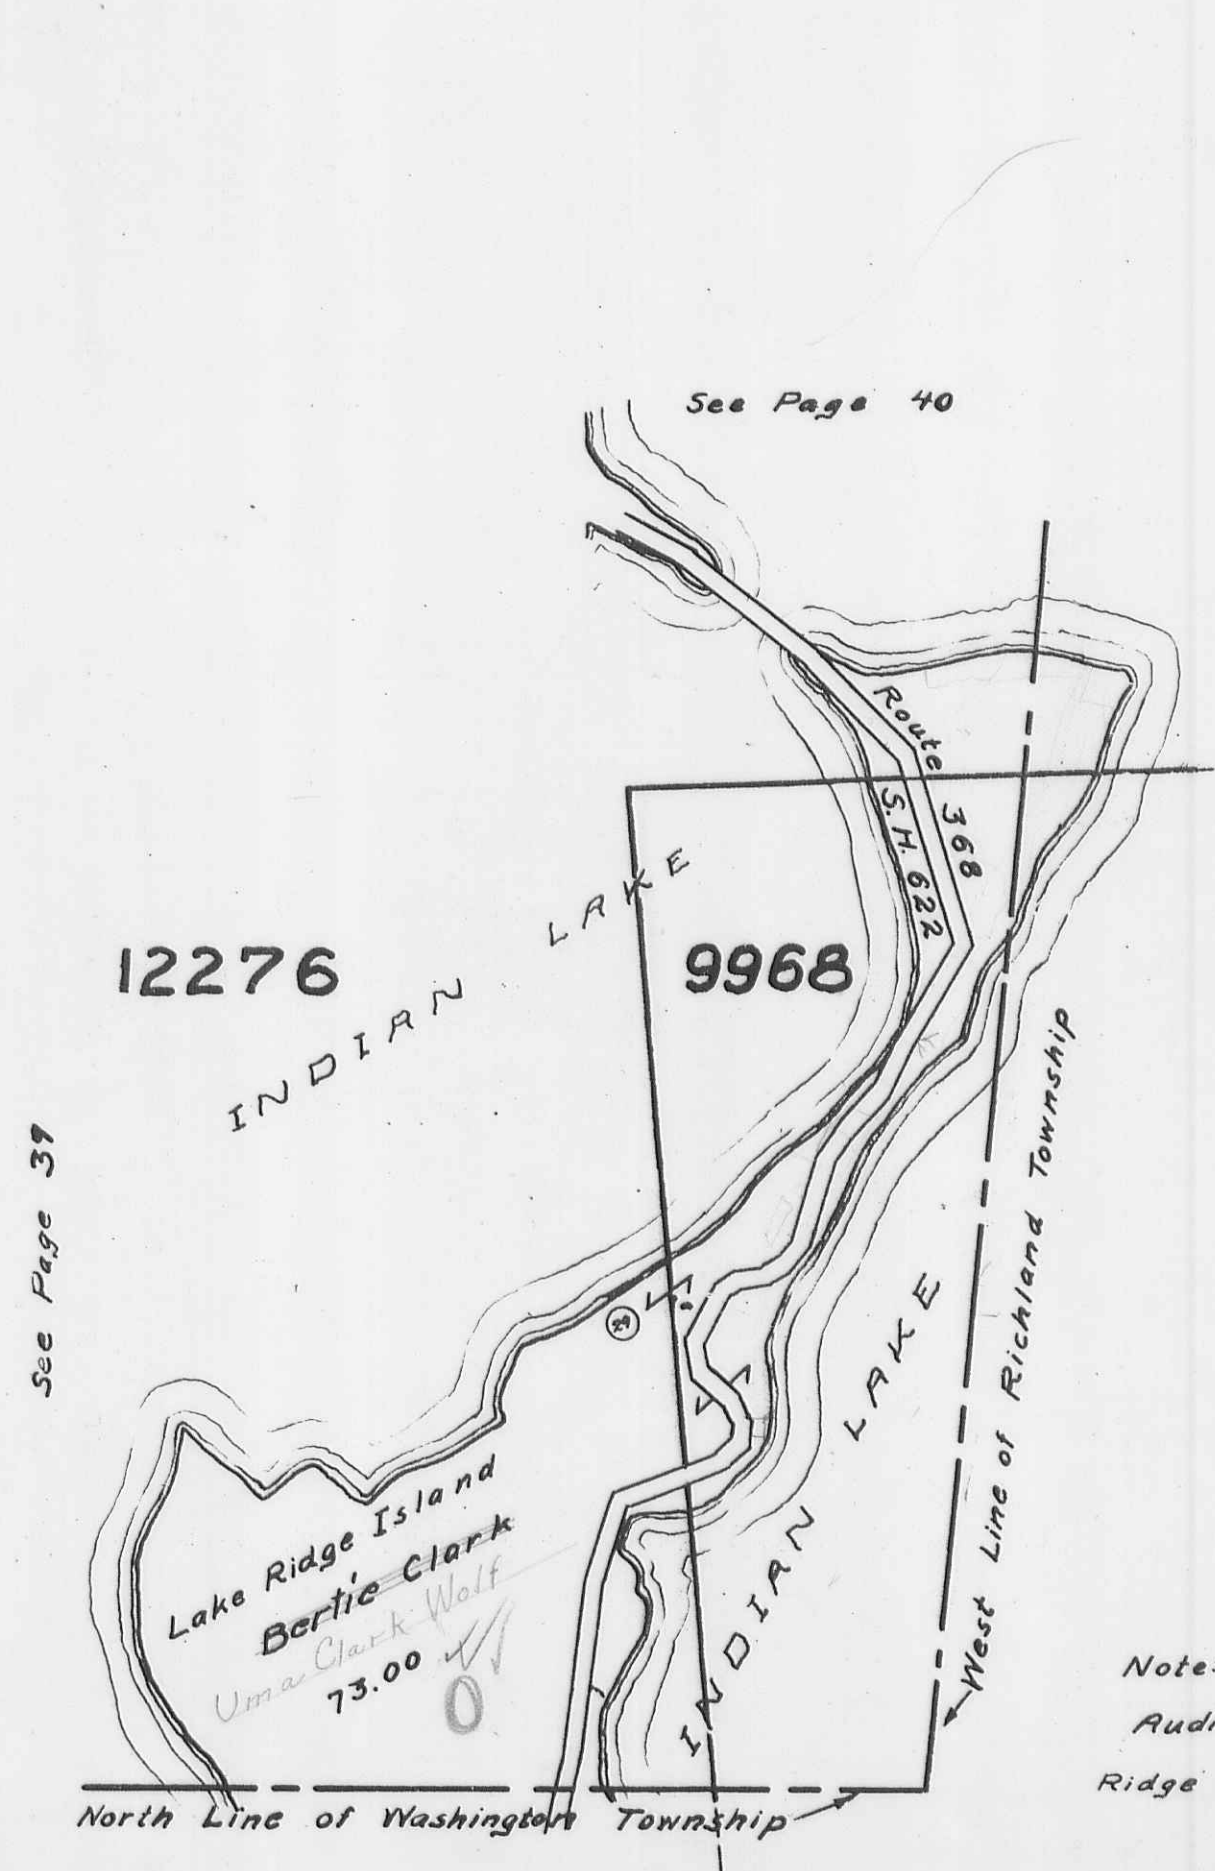 See Page 40
Route 368
S.H. 622
INDIAN LAKE
12276
9968
See Page 39
29
West Line of Richland Township
INDIAN LAKE
Lake Ridge Island
Bertie Clark
Uma Clark Wolf
73.00
0
Note
Ridge
North Line of Washington Township